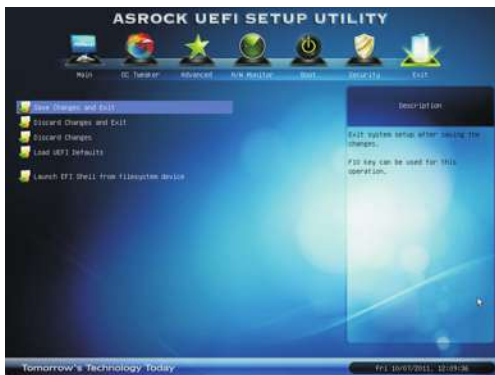 ASROCK UEFI SETUP UTILITY
Main OC Tweaker Advanced H/W Monitor Boot Security Exit
Save Changes and Exit
Discard Changes and Exit
Discard Changes
Load UEFI Defaults
Launch EFI Shell from filesystem device
Description
Exit system setup after saving the
changes.
F10 key can be used for this
operation.
Tomorrow's Technology Today
Fri 10/07/2011, 12:09:36